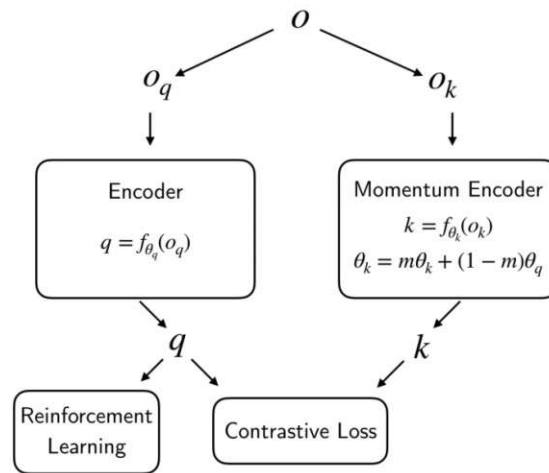 o
o_q
o_k
Encoder
q = f_{θ_q}(o_q)
Momentum Encoder
k = f_{θ_k}(o_k)
θ_k = mθ_k + (1 − m)θ_q
q
k
Reinforcement
Learning
Contrastive Loss